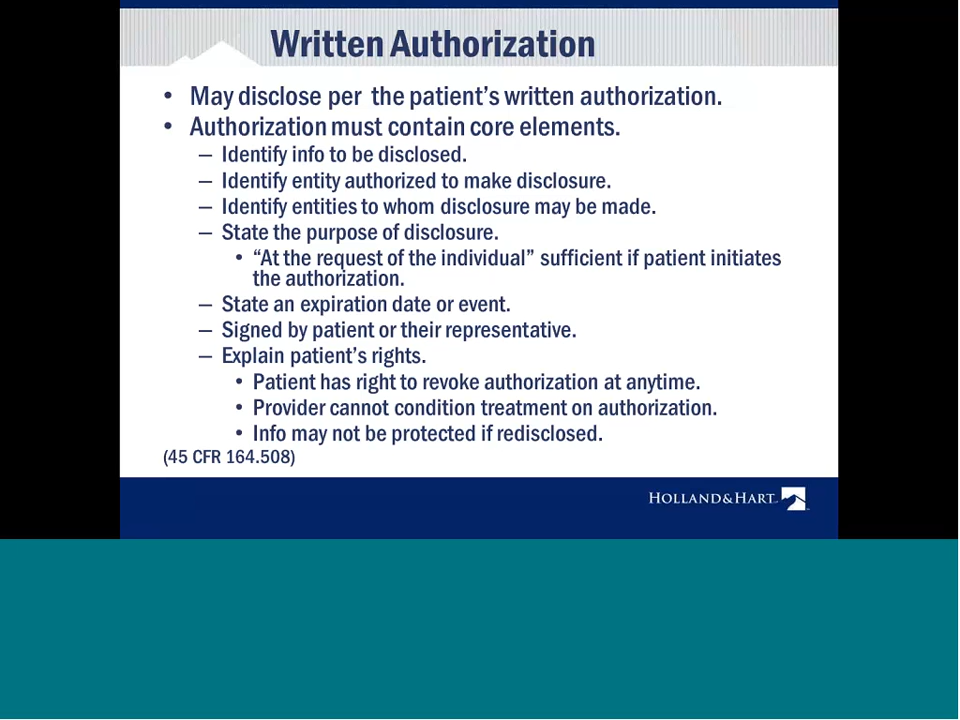 Written Authorization
• May disclose per the patient's written authorization.
• Authorization must contain core elements.
– Identify info to be disclosed.
– Identify entity authorized to make disclosure.
– Identify entities to whom disclosure may be made.
– State the purpose of disclosure.
• “At the request of the individual” sufficient if patient initiates
the authorization.
– State an expiration date or event.
– Signed by patient or their representative.
– Explain patient's rights.
• Patient has right to revoke authorization at anytime.
• Provider cannot condition treatment on authorization.
• Info may not be protected if redisclosed.
(45 CFR 164.508)
HOLLAND&HART